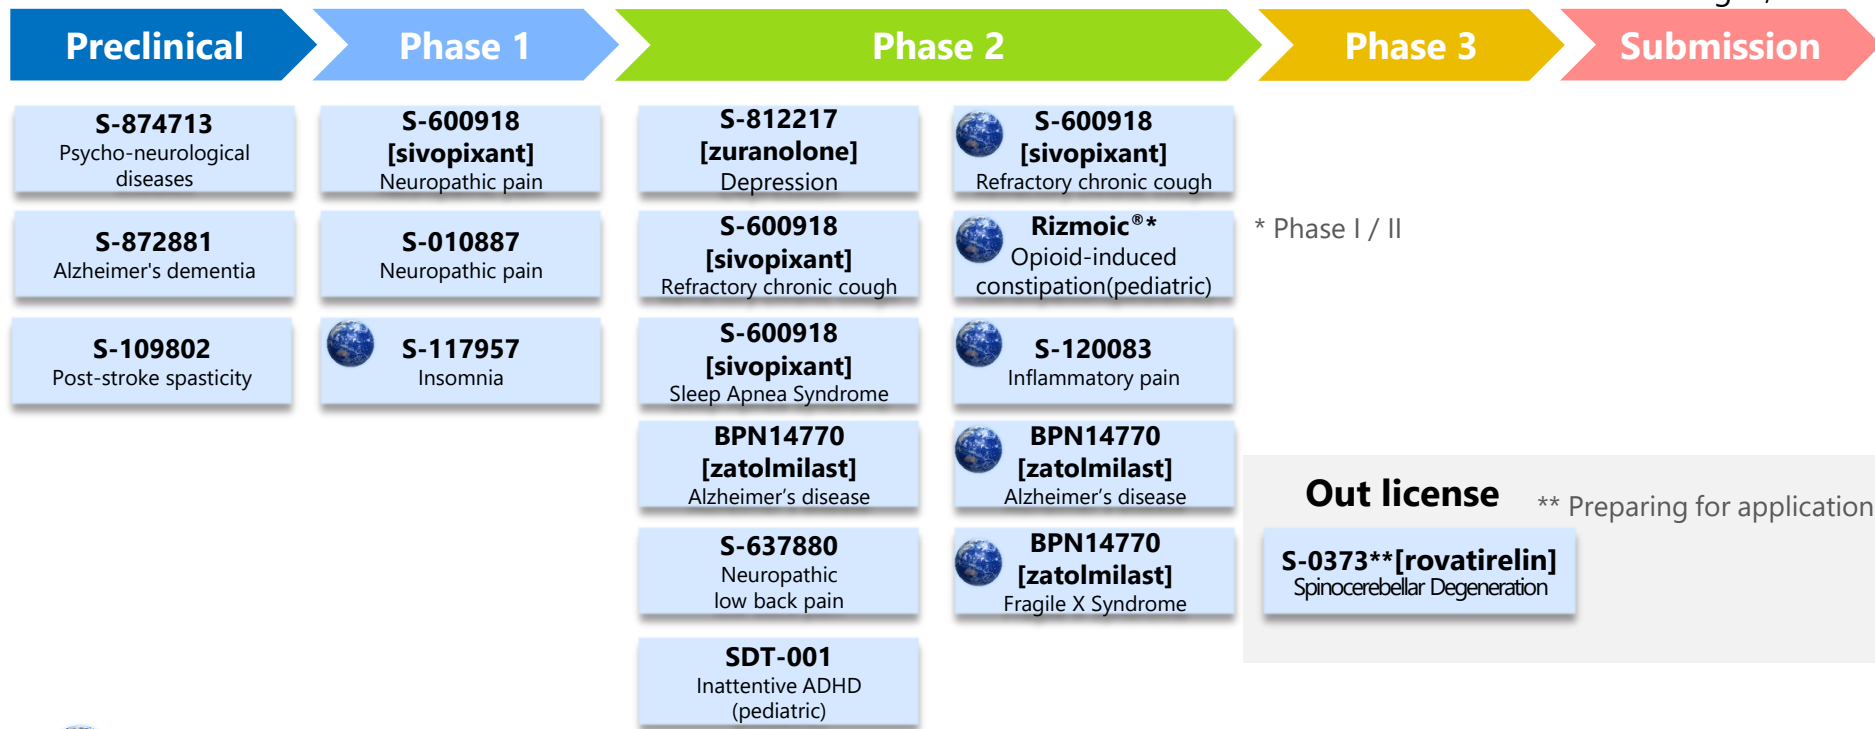 Preclinical
Phase 1
Phase 2
Phase 3
Submission
S-874713
Psycho-neurological
diseases
S-872881
Alzheimer's dementia
S-109802
Post-stroke spasticity
S-600918
[sivopixant]
Neuropathic pain
S-010887
Neuropathic pain
S-117957
Insomnia
S-812217
[zuranolone]
Depression
S-600918
[sivopixant]
Refractory chronic cough
S-600918
[sivopixant]
Sleep Apnea Syndrome
BPN14770
[zatolmilast]
Alzheimer’s disease
S-637880
Neuropathic
low back pain
SDT-001
Inattentive ADHD
(pediatric)
S-600918
[sivopixant]
Refractory chronic cough
Rizmoic®*
Opioid-induced
constipation(pediatric)
S-120083
Inflammatory pain
BPN14770
[zatolmilast]
Alzheimer’s disease
BPN14770
[zatolmilast]
Fragile X Syndrome
* Phase I / II
Out license
** Preparing for application
S-0373**[rovatirelin]
Spinocerebellar Degeneration